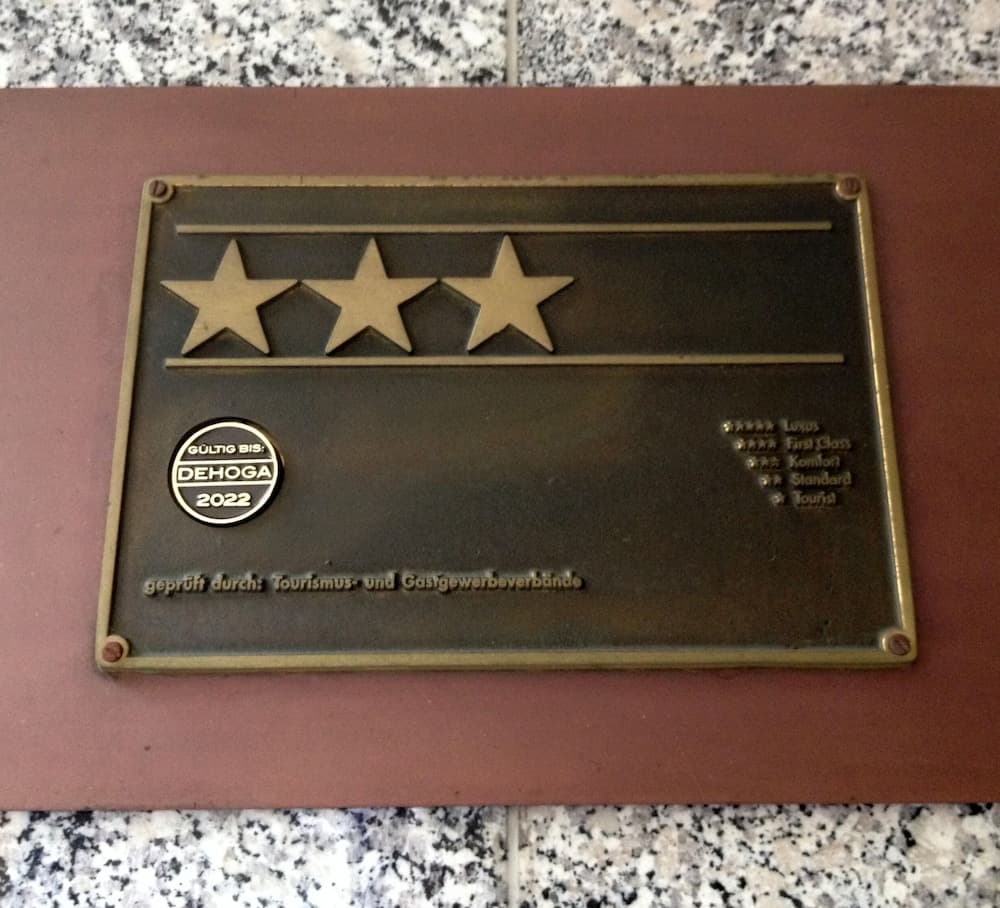 GÜLTIG BIS:
DEHOGA
2022
***** Luxus
**** First Class
*** Komfort
** Standard
* Tourist
geprüft durch: Tourismus- und Gastgewerbeverbände